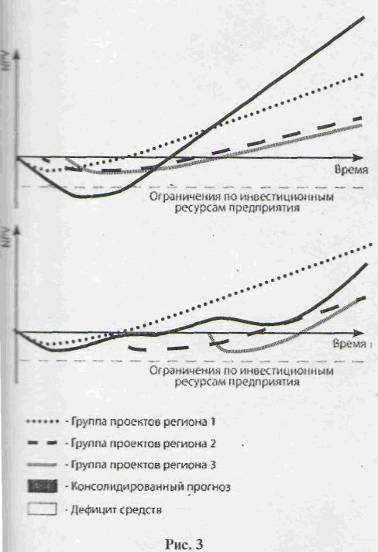 NPV
Время
Ограничения по инвестиционным
ресурсам предприятия
NPV
Время
Ограничения по инвестиционным
ресурсам предприятия
- Группа проектов региона 1
- Группа проектов региона 2
- Группа проектов региона 3
- Консолидированный прогноз
- Дефицит средств
Рис. 3